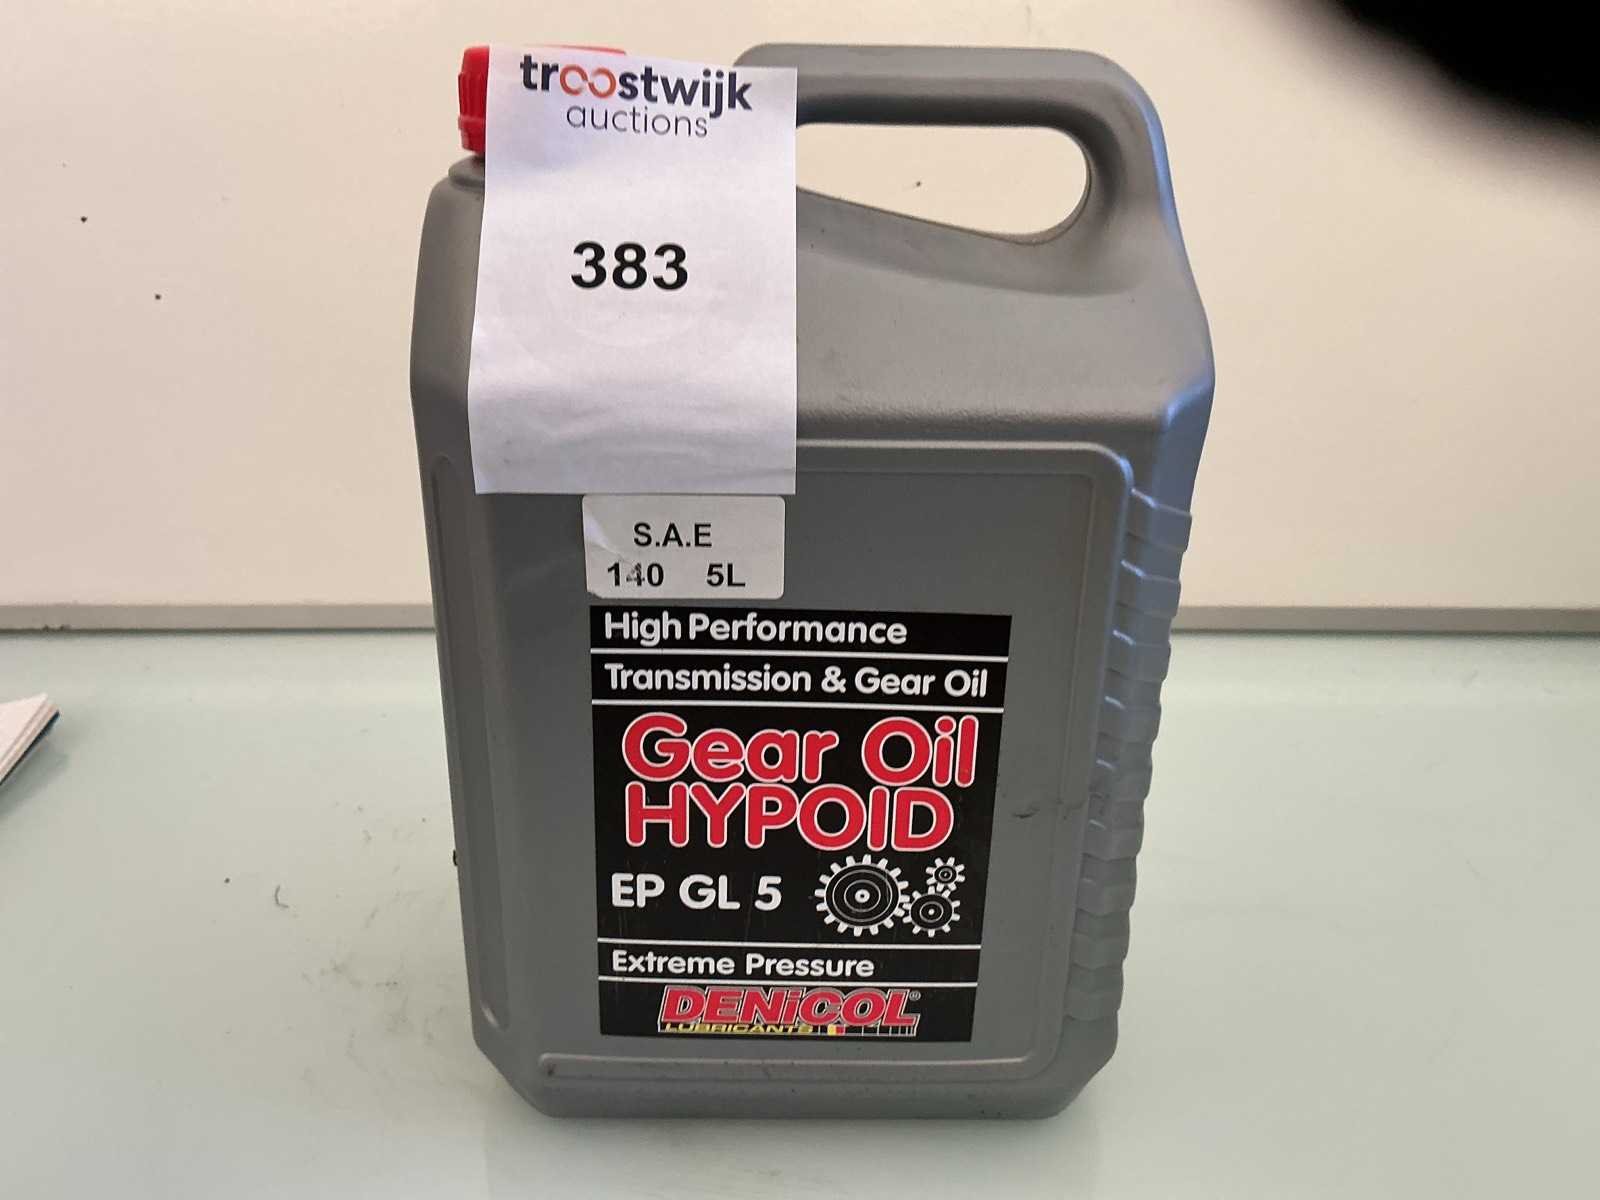 troostwijk
auctions
383
S.A.E
140 5L
High Performance
Transmission & Gear Oil
Gear Oil
HYPOID
EP GL 5
Extreme Pressure
DENiCOL®
LUBRICANTS